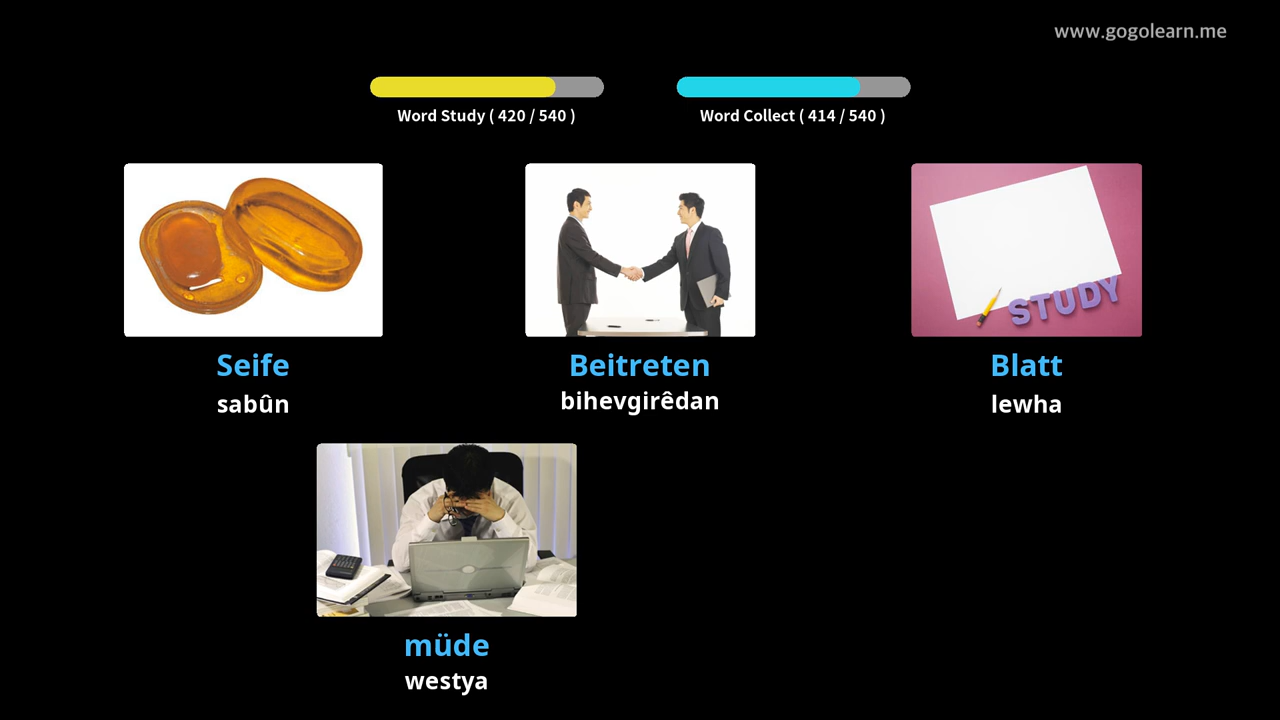 www.gogolearn.me
Word Study ( 420 / 540 )
Word Collect ( 414 / 540 )
STUDY
Seife
sabûn
Beitreten
bihevgirêdan
Blatt
lewha
müde
westya